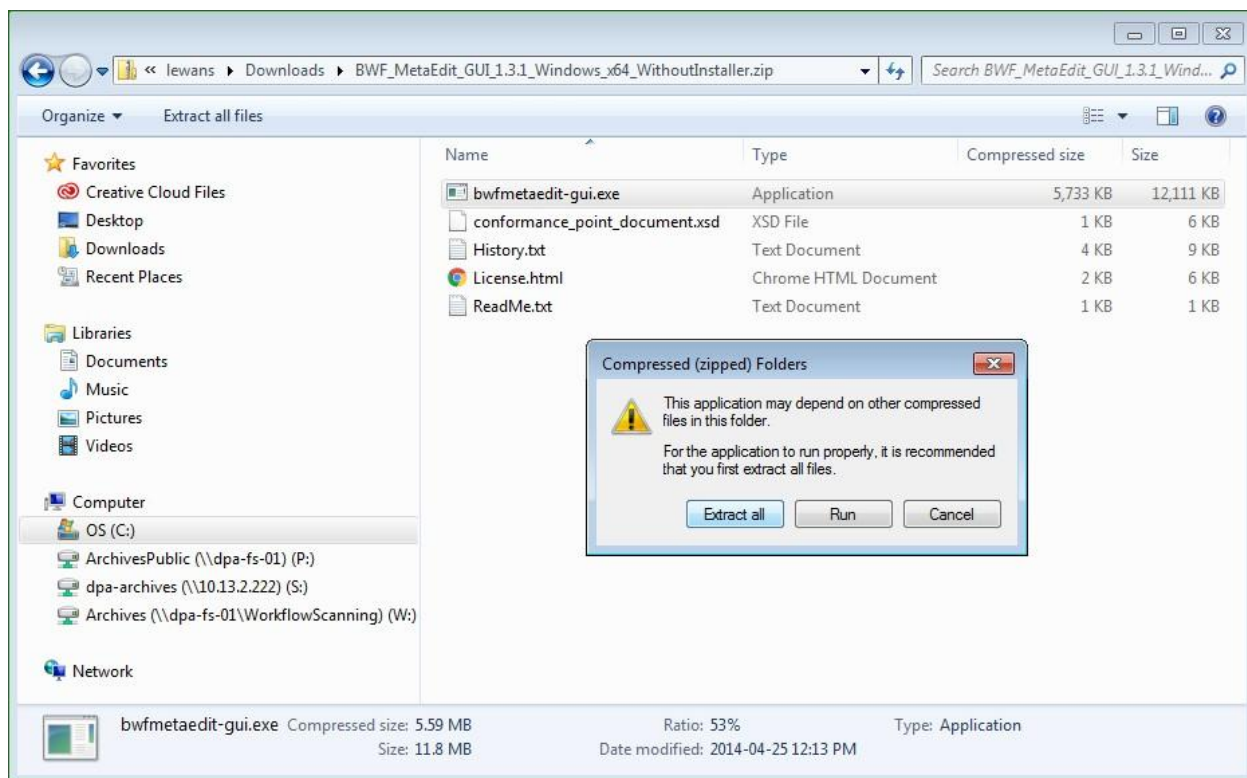 « lewans ▸ Downloads ▸ BWF_MetaEdit_GUI_1.3.1_Windows_x64_WithoutInstaller.zip
Search BWF_MetaEdit_GUI_1.3.1_Wind...
Organize Extract all files
Favorites
Creative Cloud Files
Desktop
Downloads
Recent Places
Libraries
Documents
Music
Pictures
Videos
Computer
OS (C:)
ArchivesPublic (\\dpa-fs-01) (P:)
dpa-archives (\\10.13.2.222) (S:)
Archives (\\dpa-fs-01\WorkflowScanning) (W:)
Network
Name Type Compressed size Size
bwfmetaedit-gui.exe Application 5,733 KB 12,111 KB
conformance_point_document.xsd XSD File 1 KB 6 KB
History.txt Text Document 4 KB 9 KB
License.html Chrome HTML Document 2 KB 6 KB
ReadMe.txt Text Document 1 KB 1 KB
Compressed (zipped) Folders
This application may depend on other compressed
files in this folder.
For the application to run properly, it is recommended
that you first extract all files.
Extract all Run Cancel
bwfmetaedit-gui.exe Compressed size: 5.59 MB Ratio: 53% Type: Application
Size: 11.8 MB Date modified: 2014-04-25 12:13 PM